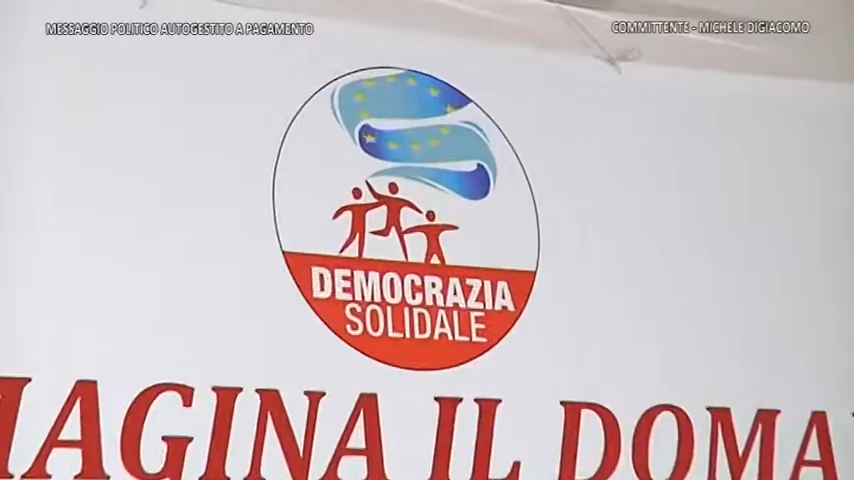 MESSAGGIO POLITICO AUTOGESTITO A PAGAMENTO
COMMITTENTE - MICHELE DIGIACOMO
DEMOCRAZIA
SOLIDALE
MAGINA IL DOMA